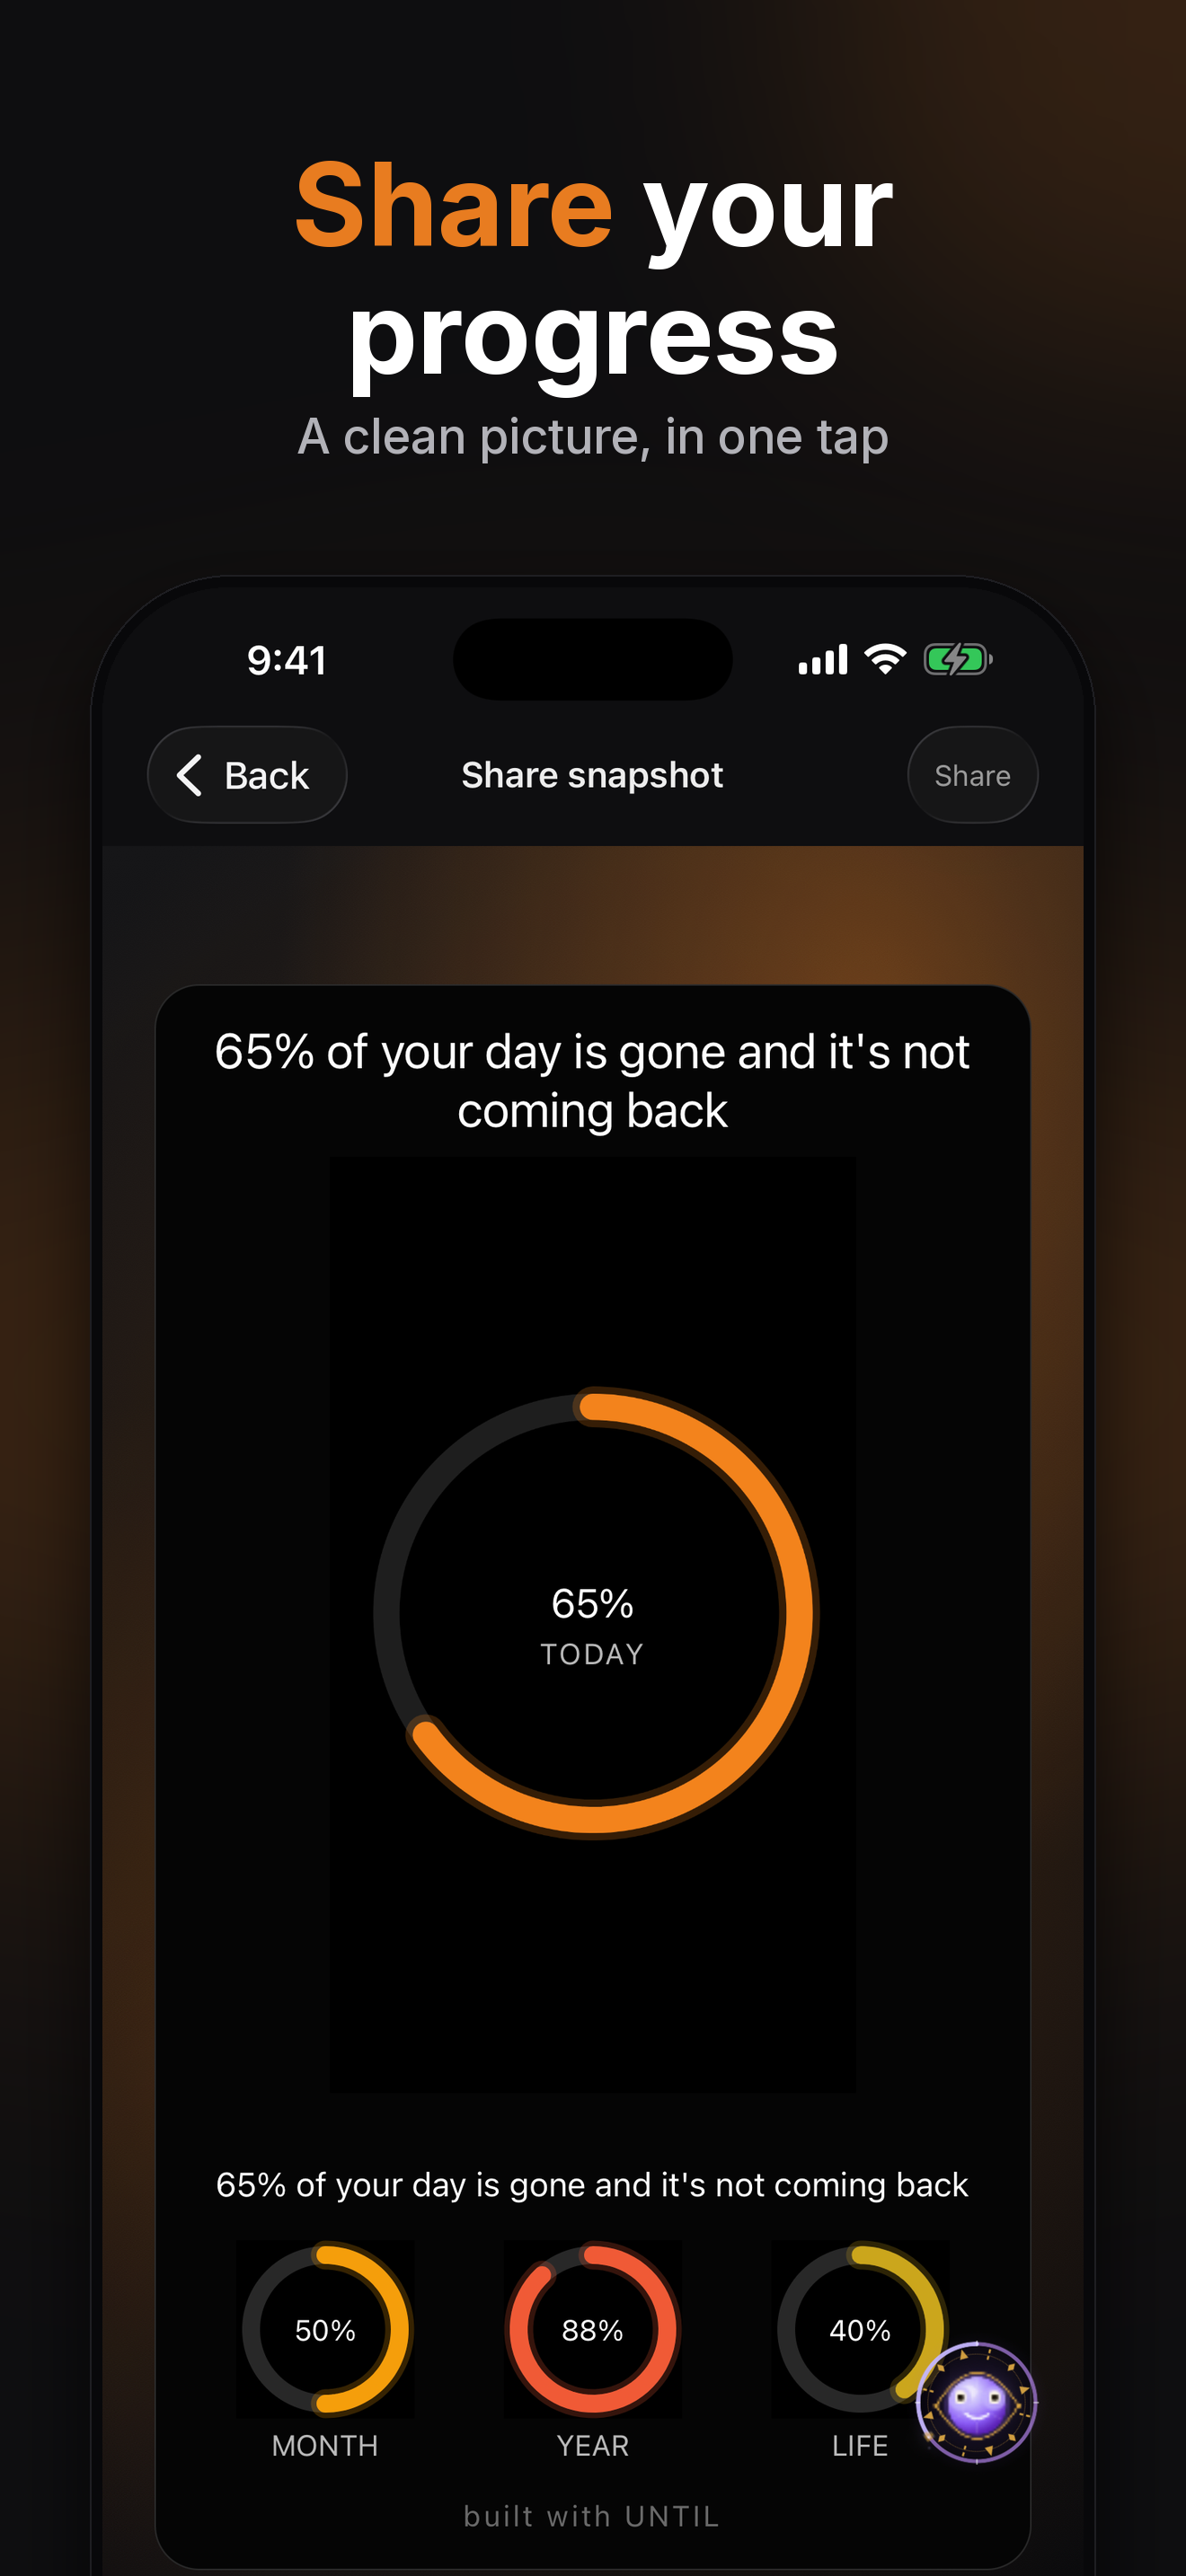 Share your
progress
A clean picture, in one tap
9:41
Back
Share snapshot
Share
65% of your day is gone and it's not
coming back
65%
TODAY
65% of your day is gone and it's not coming back
50%
88%
40%
MONTH
YEAR
LIFE
built with UNTIL